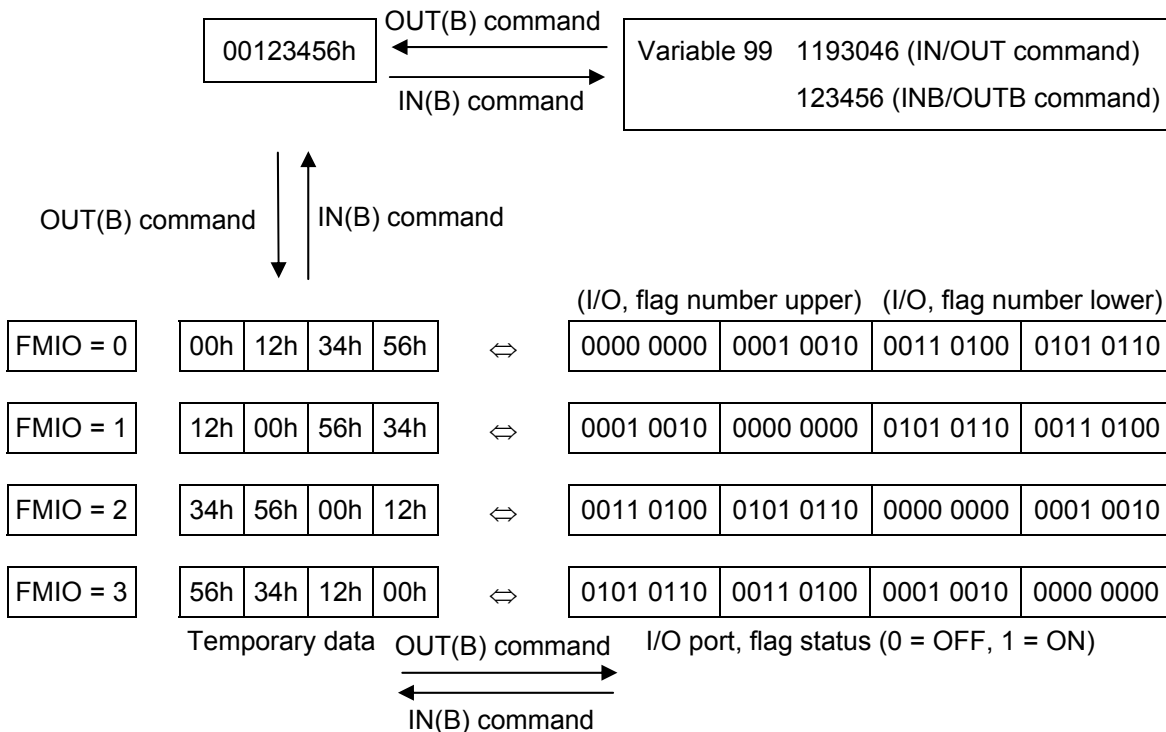 OUT(B) command
00123456h
Variable 99 1193046 (IN/OUT command)
IN(B) command
123456 (INB/OUTB command)
OUT(B) command IN(B) command
(I/O, flag number upper) (I/O, flag number lower)
FMIO = 0 00h 12h 34h 56h ⇔ 0000 0000 0001 0010 0011 0100 0101 0110
FMIO = 1 12h 00h 56h 34h ⇔ 0001 0010 0000 0000 0101 0110 0011 0100
FMIO = 2 34h 56h 00h 12h ⇔ 0011 0100 0101 0110 0000 0000 0001 0010
FMIO = 3 56h 34h 12h 00h ⇔ 0101 0110 0011 0100 0001 0010 0000 0000
Temporary data OUT(B) command I/O port, flag status (0 = OFF, 1 = ON)
IN(B) command